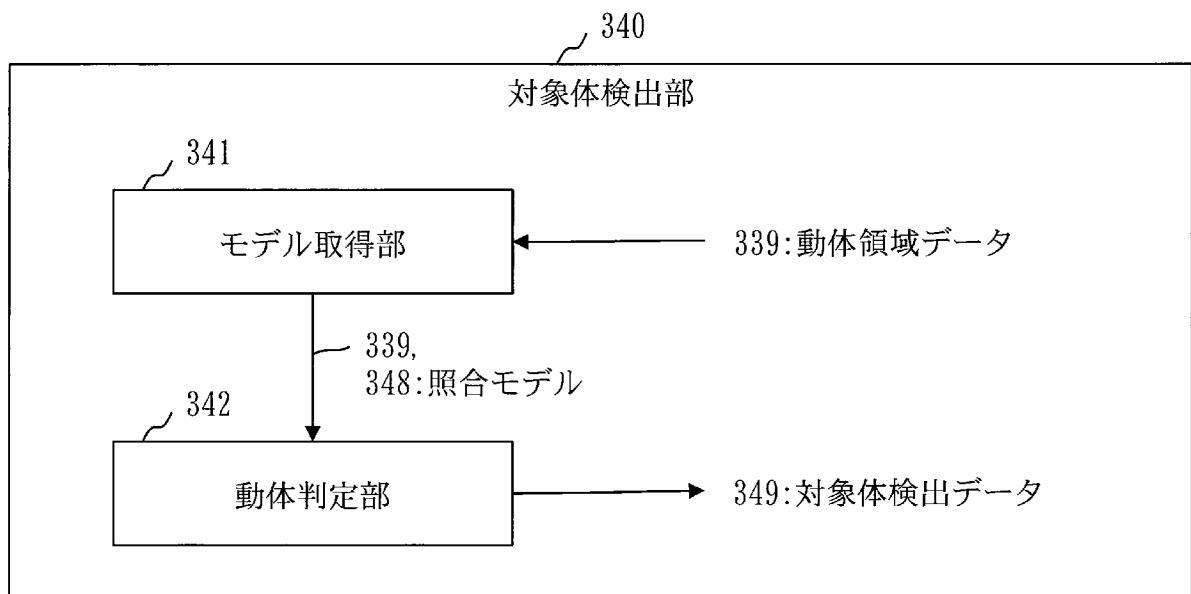 340
対象体検出部
341
モデル取得部
339:動体領域データ
339,
348:照合モデル
342
動体判定部
349:対象体検出データ